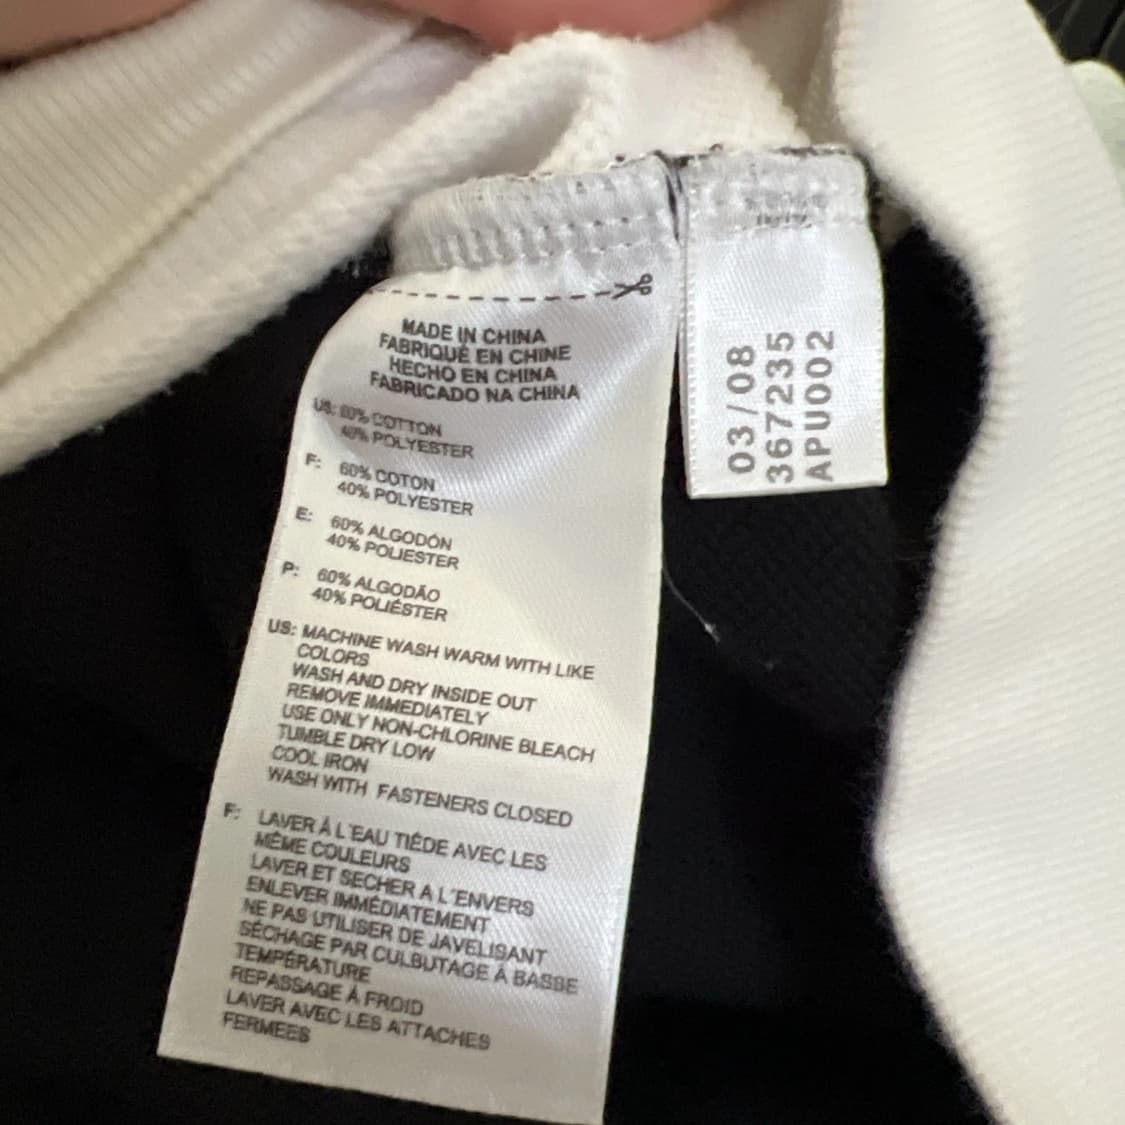 MADE IN CHINA
FABRIQUÉ EN CHINE
HECHO EN CHINA
FABRICADO NA CHINA
US: 60% COTTON
40% POLYESTER
F: 60% COTON
40% POLYESTER
E: 60% ALGODÓN
40% POLIESTER
P: 60% ALGODÃO
40% POLIÉSTER
US: MACHINE WASH WARM WITH LIKE
COLORS
WASH AND DRY INSIDE OUT
REMOVE IMMEDIATELY
USE ONLY NON-CHLORINE BLEACH
TUMBLE DRY LOW
COOL IRON
WASH WITH FASTENERS CLOSED
F: LAVER À L'EAU TIÉDE AVEC LES
MÊME COULEURS
LAVER ET SECHER A L'ENVERS
ENLEVER IMMÉDIATEMENT
NE PAS UTILISER DE JAVELISANT
SÉCHAGE PAR CULBUTAGE À BASSE
TEMPÉRATURE
REPASSAGE À FROID
LAVER AVEC LES ATTACHES
FERMEES
03/08
367235
APU002